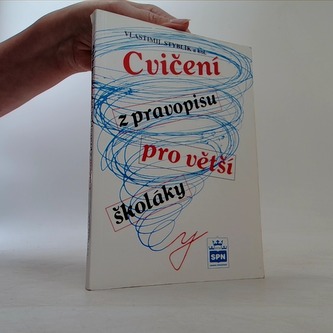 VLASTIMIL STYBLÍK a kol.
Cvičení
z pravopisu
pro větší
školáky
y
SPN